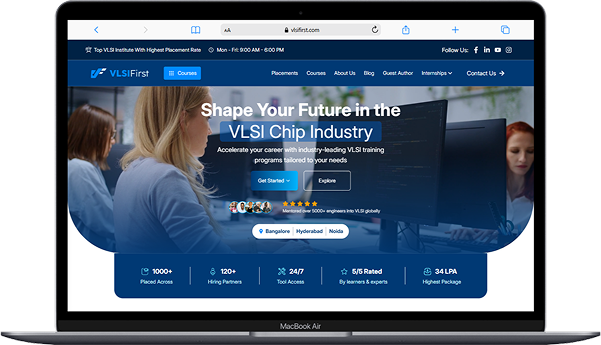 vlsifirst.com
AA
Top VLSI Institute With Highest Placement Rate
Mon - Fri: 9:00 AM - 6:00 PM
Follow Us:
VLSIFirst
Courses
Placements
Courses
About Us
Blog
Guest Author
Internships
Contact Us
Shape Your Future in the
VLSI Chip Industry
Accelerate your career with industry-leading VLSI training
programs tailored to your needs
Get Started
Explore
Mentored over 5000+ engineers into VLSI globally
Bangalore
Hyderabad
Noida
1000+
Placed Across
120+
Hiring Partners
24/7
Tool Access
5/5 Rated
By learners & experts
34 LPA
Highest Package
MacBook Air